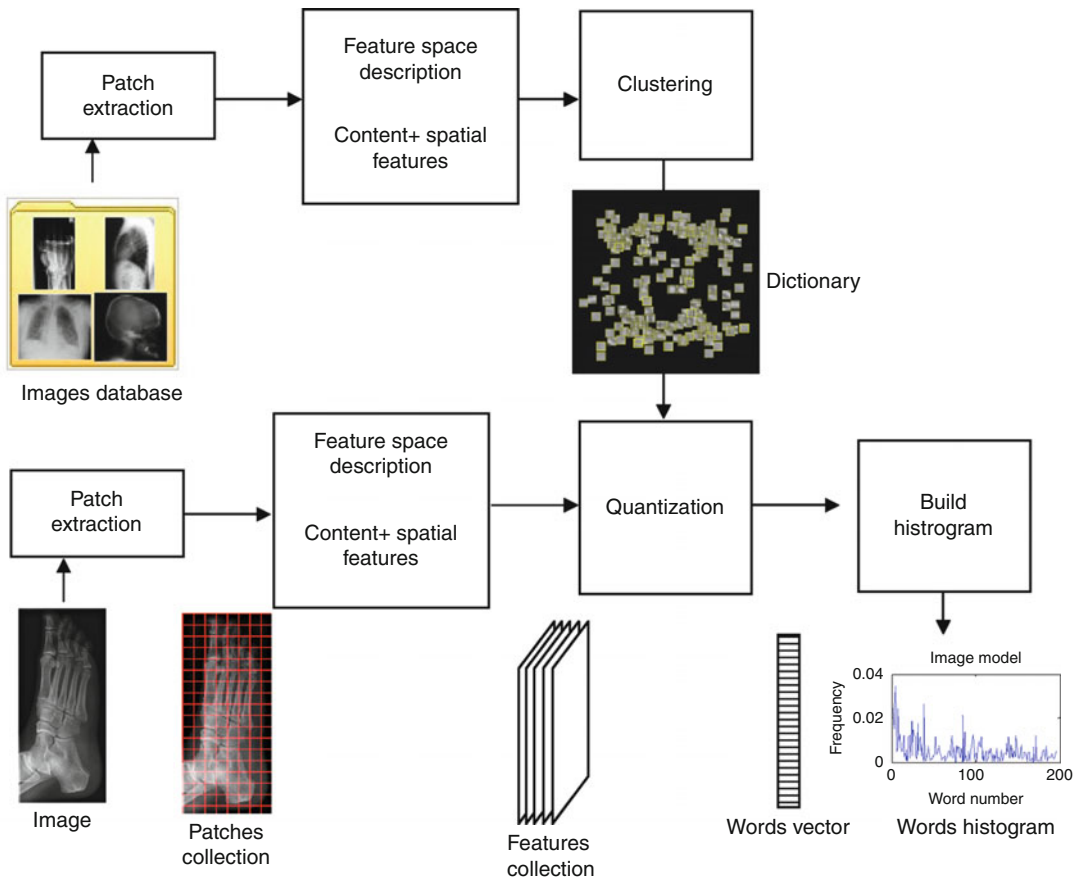 Patch
extraction
Feature space
description
Content+ spatial
features
Clustering
Dictionary
Images database
Patch
extraction
Feature space
description
Content+ spatial
features
Quantization
Build
histrogram
Image
Patches
collection
Features
collection
Words vector
Image model
Frequency
0.04
0.02
0
0
100
200
Word number
Words histogram